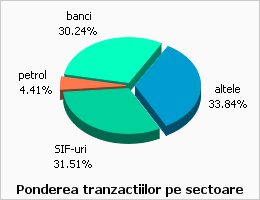 banci
30.24%
petrol
4.41%
altele
33.84%
SIF-uri
31.51%
Ponderea tranzactiilor pe sectoare